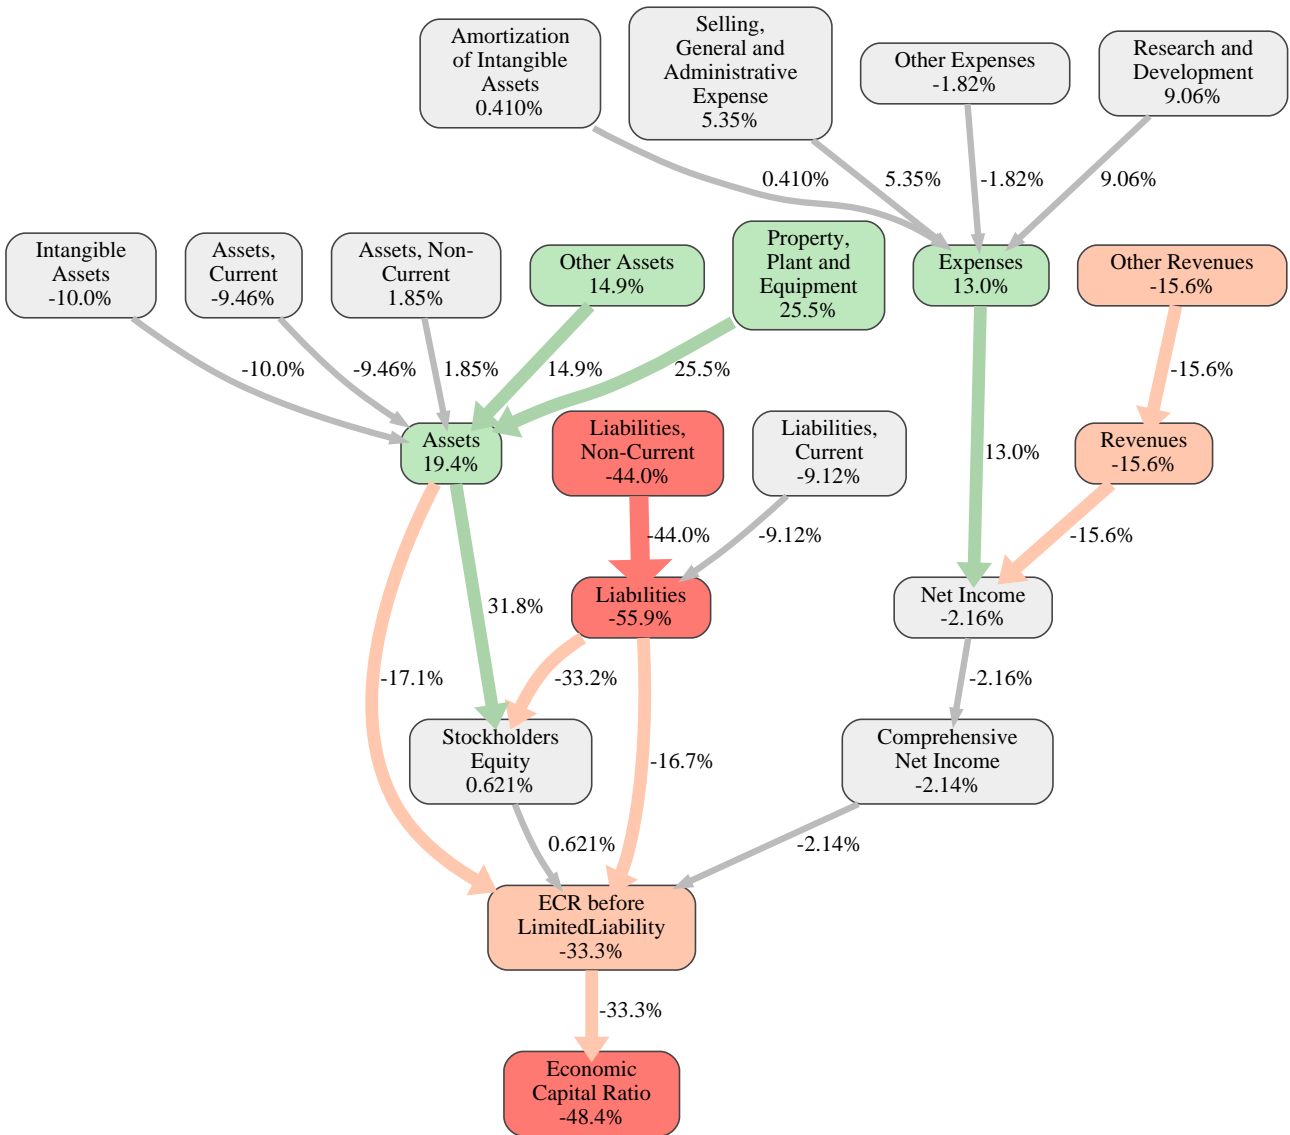 Amortization
of Intangible
Assets
0.410%
Selling,
General and
Administrative
Expense
5.35%
Other Expenses
-1.82%
Research and
Development
9.06%
0.410%
5.35%
-1.82%
9.06%
Intangible
Assets
-10.0%
Assets,
Current
-9.46%
Assets, Non-
Current
1.85%
Other Assets
14.9%
Property,
Plant and
Equipment
25.5%
Expenses
13.0%
Other Revenues
-15.6%
-10.0%
-9.46%
1.85%
14.9%
25.5%
-15.6%
Assets
19.4%
Liabilities,
Non-Current
-44.0%
Liabilities,
Current
-9.12%
13.0%
Revenues
-15.6%
-44.0%
-9.12%
-15.6%
31.8%
Liabilities
-55.9%
Net Income
-2.16%
-17.1%
-33.2%
-2.16%
Stockholders
Equity
0.621%
-16.7%
Comprehensive
Net Income
-2.14%
0.621%
-2.14%
ECR before
LimitedLiability
-33.3%
-33.3%
Economic
Capital Ratio
-48.4%